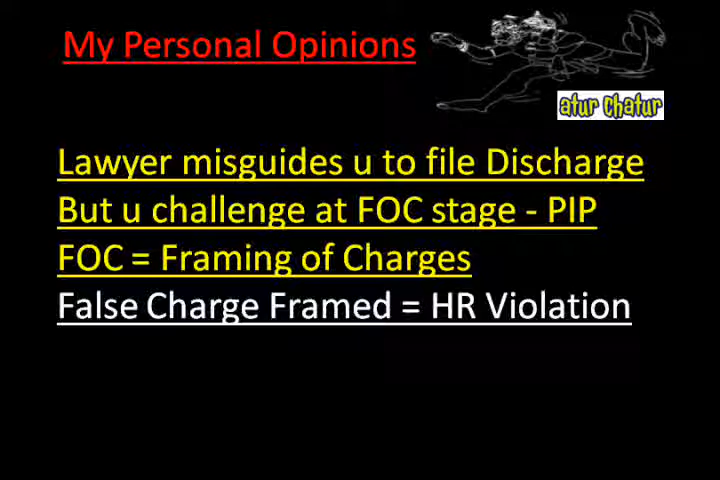 My Personal Opinions
atur chatur
Lawyer misguides u to file Discharge
But u challenge at FOC stage - PIP
FOC = Framing of Charges
False Charge Framed = HR Violation